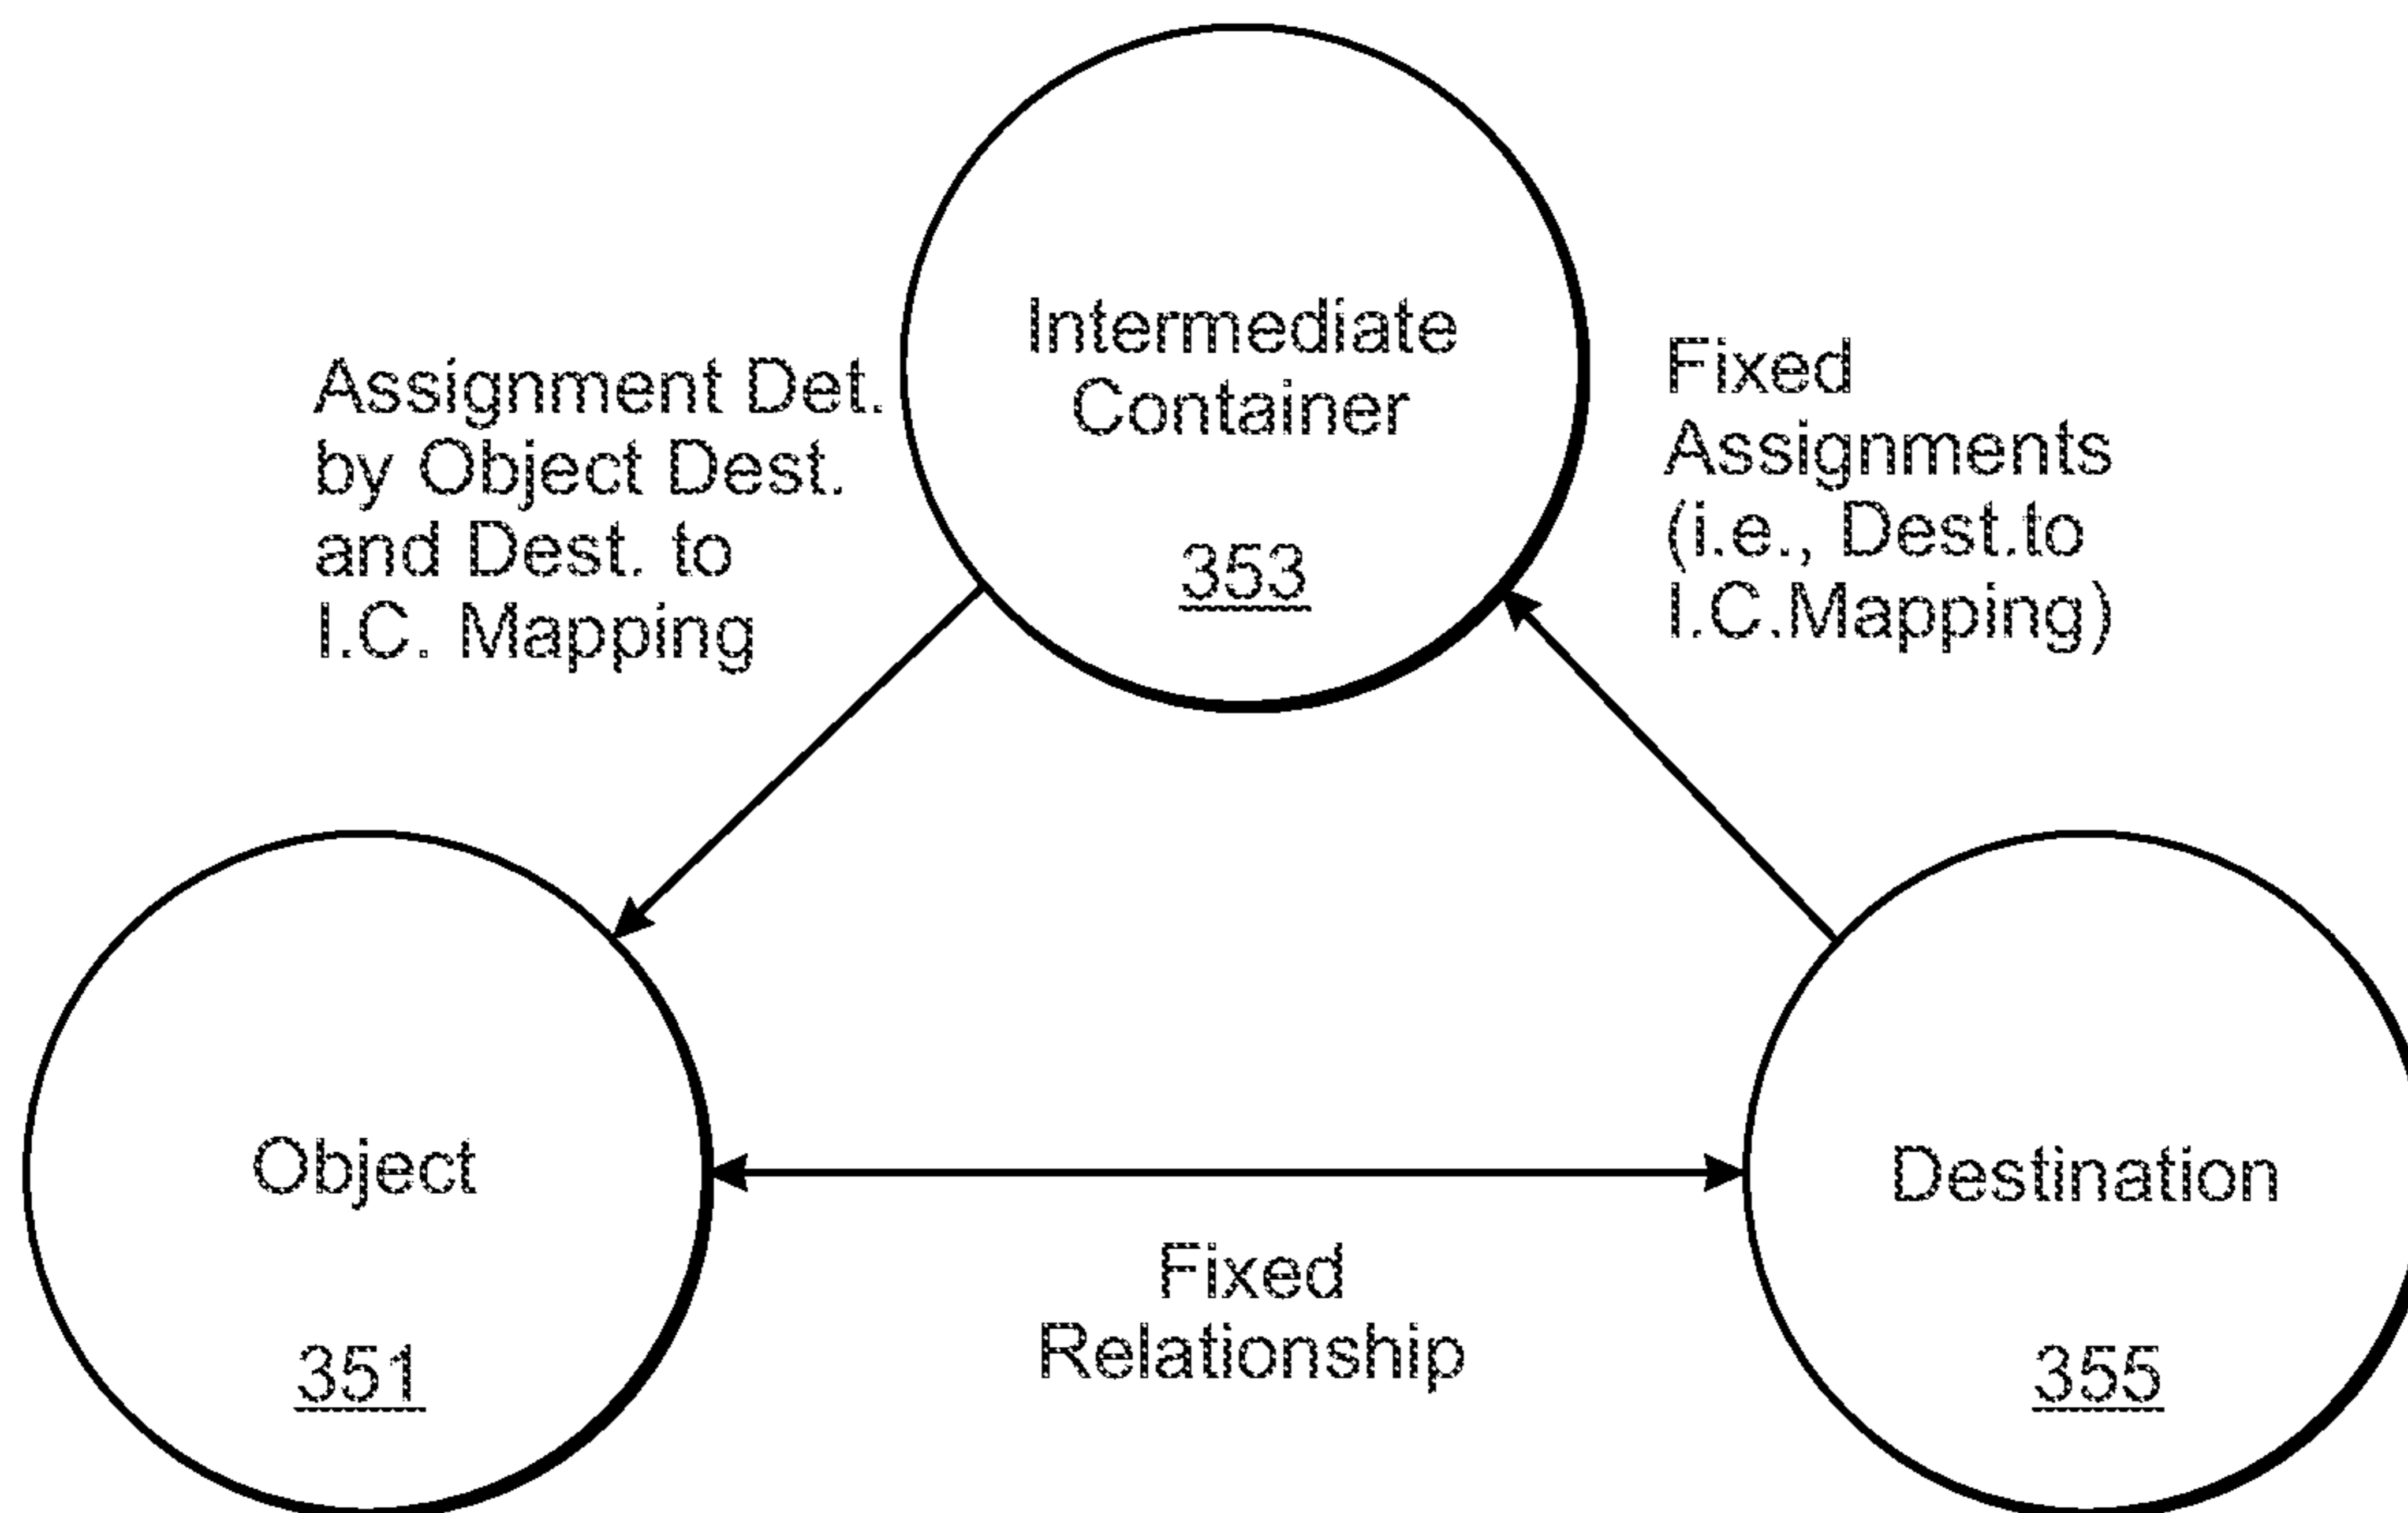 Intermediate
Container
353
Assignment Det.
by Object Dest.
and Dest. to
I.C. Mapping
Fixed
Assignments
(i.e., Dest.to
I.C.Mapping)
Object
351
Fixed
Relationship
Destination
355